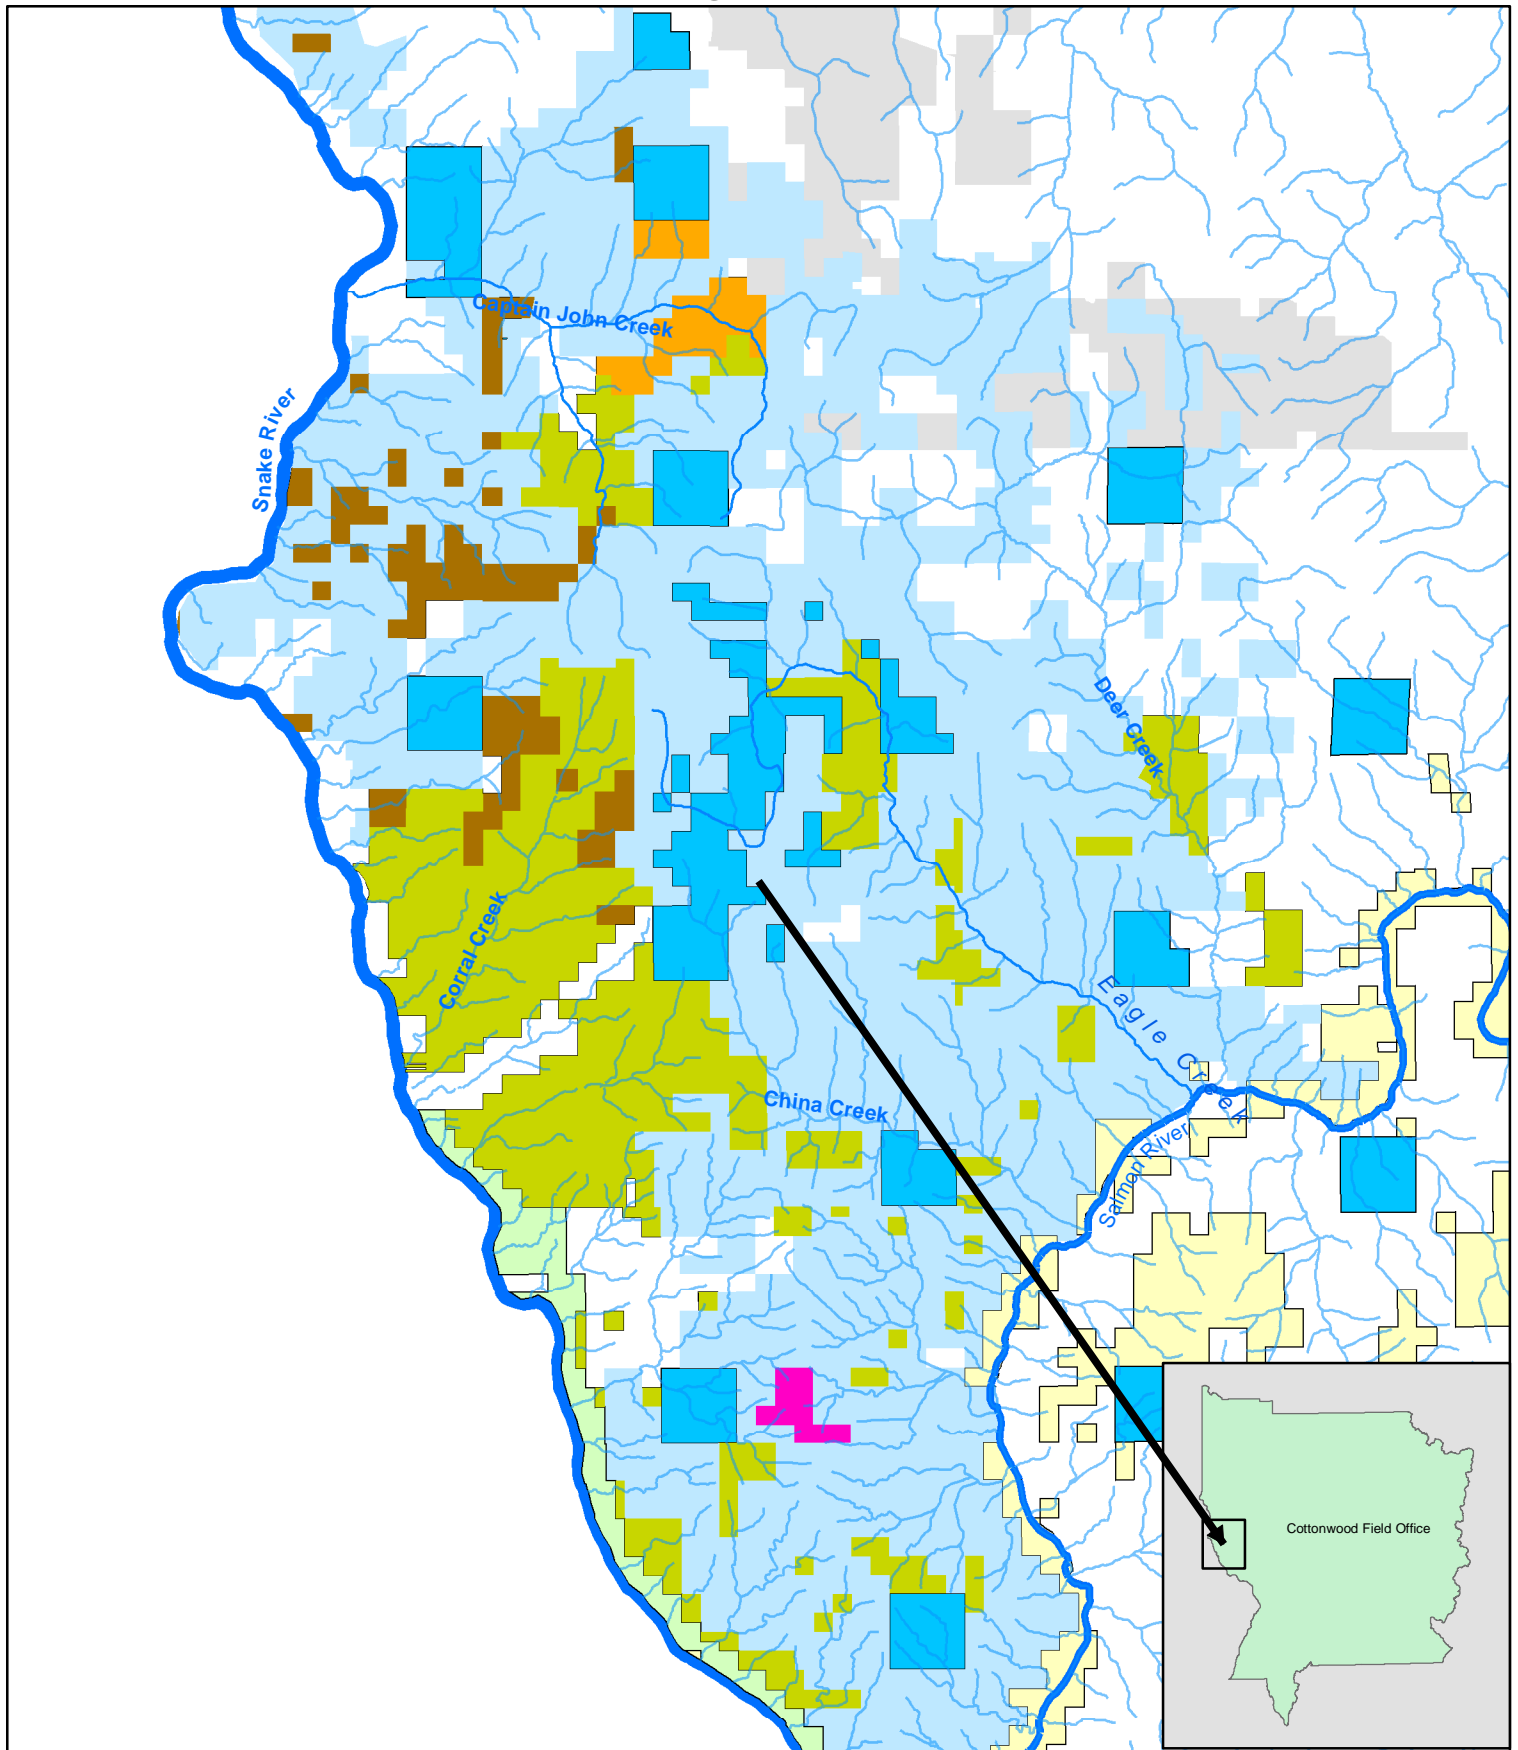 Captain John Creek
Snake River
Deer Creek
Corral Creek
Eagle Creek
China Creek
Salmon River
Cottonwood Field Office